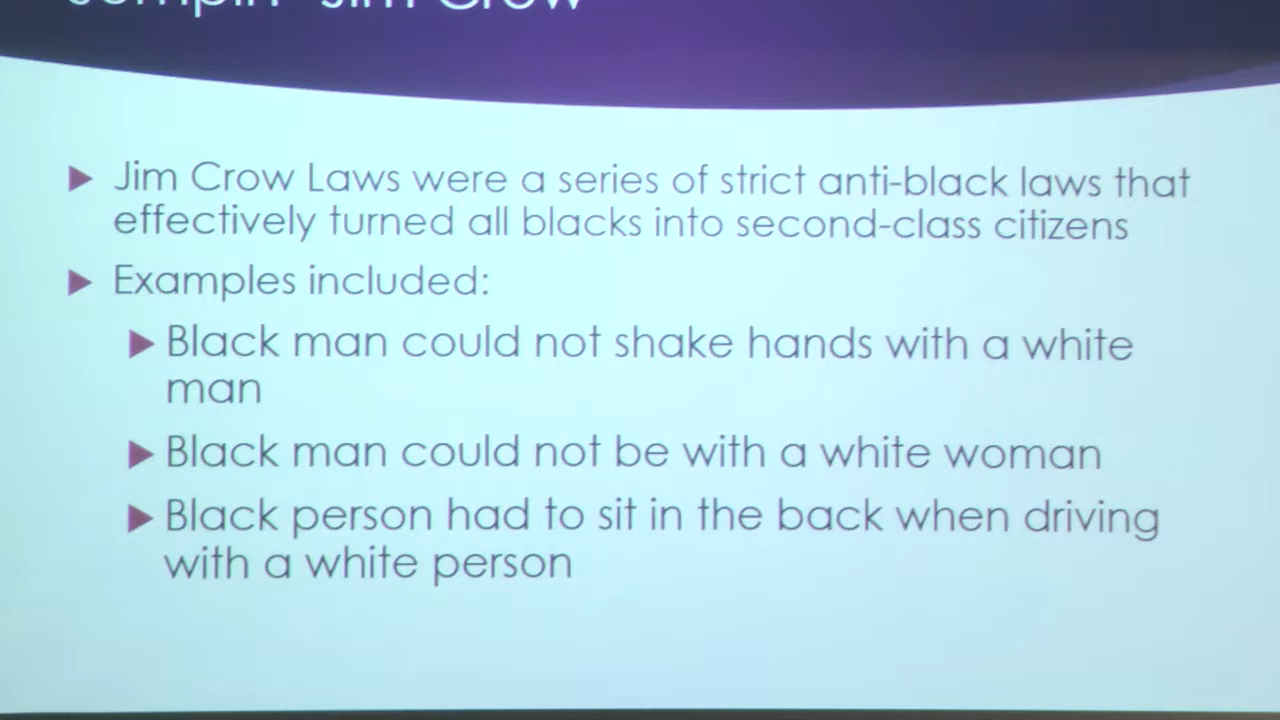 Jim Crow
Jim Crow Laws were a series of strict anti-black laws that
effectively turned all blacks into second-class citizens
Examples included:
Black man could not shake hands with a white
man
Black man could not be with a white woman
Black person had to sit in the back when driving
with a white person